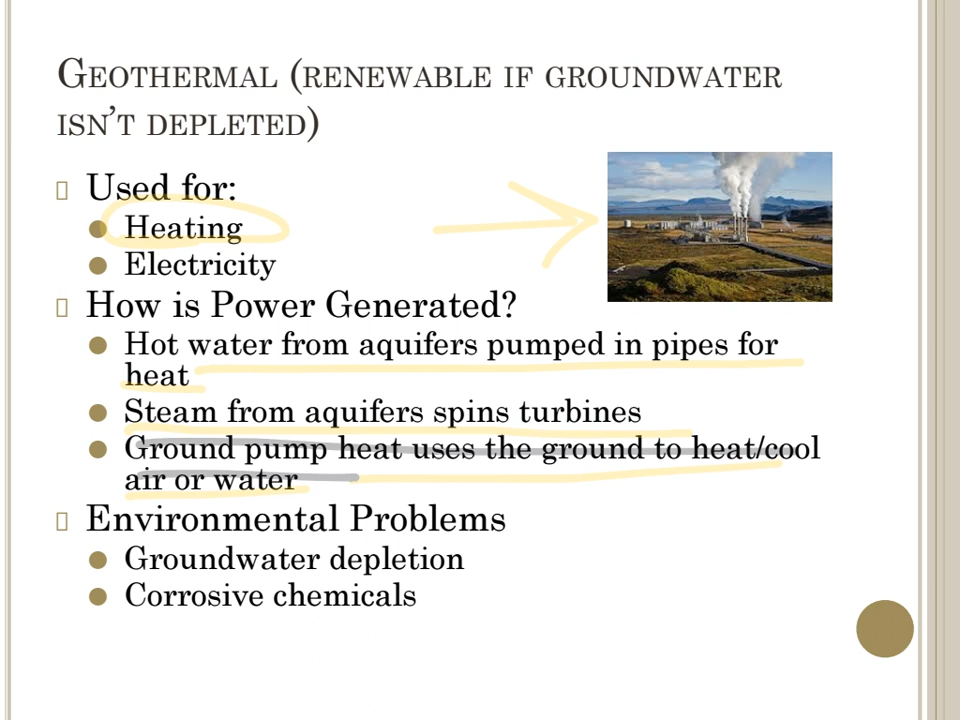 Geothermal (renewable if groundwater
isn't depleted)
Used for:
Heating
Electricity
How is Power Generated?
Hot water from aquifers pumped in pipes for
heat
Steam from aquifers spins turbines
Ground pump heat uses the ground to heat/cool
air or water
Environmental Problems
Groundwater depletion
Corrosive chemicals